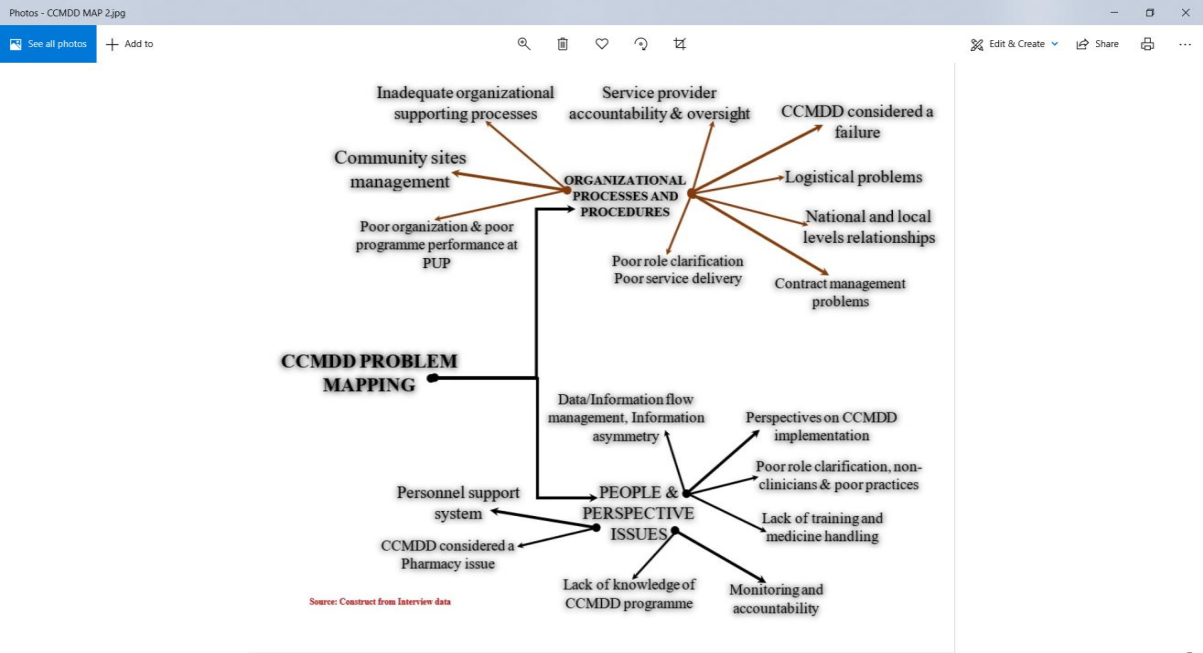 Photos - CCMDD MAP 2.jpg
See all photos
Add to
Edit & Create
Share
Inadequate organizational
supporting processes
Service provider
accountability & oversight
CCMDD considered a
failure
Community sites
management
ORGANIZATIONAL
PROCESSES AND
PROCEDURES
Logistical problems
National and local
levels relationships
Poor organization & poor
programme performance at
PUP
Poor role clarification
Poor service delivery
Contract management
problems
CCMDD PROBLEM
MAPPING
Data/Information flow
management, Information
asymmetry
Perspectives on CCMDD
implementation
Poor role clarification, non-
clinicians & poor practices
Personnel support
system
PEOPLE &
PERSPECTIVE
ISSUES
Lack of training and
medicine handling
CCMDD considered a
Pharmacy issue
Lack of knowledge of
CCMDD programme
Monitoring and
accountability
Source: Construct from Interview data